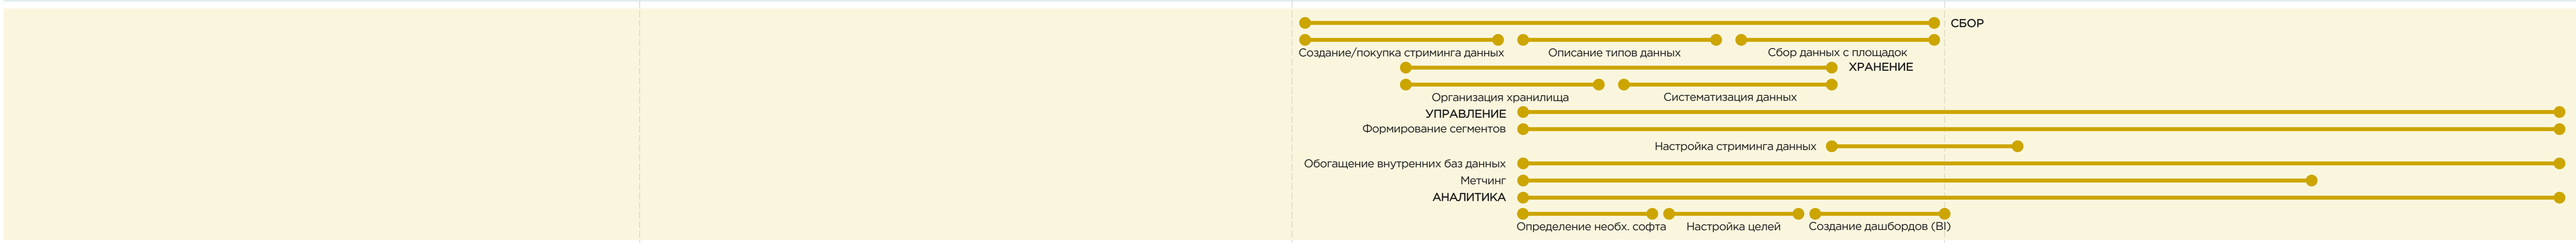 СБОР
Создание/покупка стриминга данных
Описание типов данных
Сбор данных с площадок
ХРАНЕНИЕ
Организация хранилища
Систематизация данных
УПРАВЛЕНИЕ
Формирование сегментов
Настройка стриминга данных
Обогащение внутренних баз данных
Метчинг
АНАЛИТИКА
Определение необх. софта
Настройка целей
Создание дашбордов (BI)